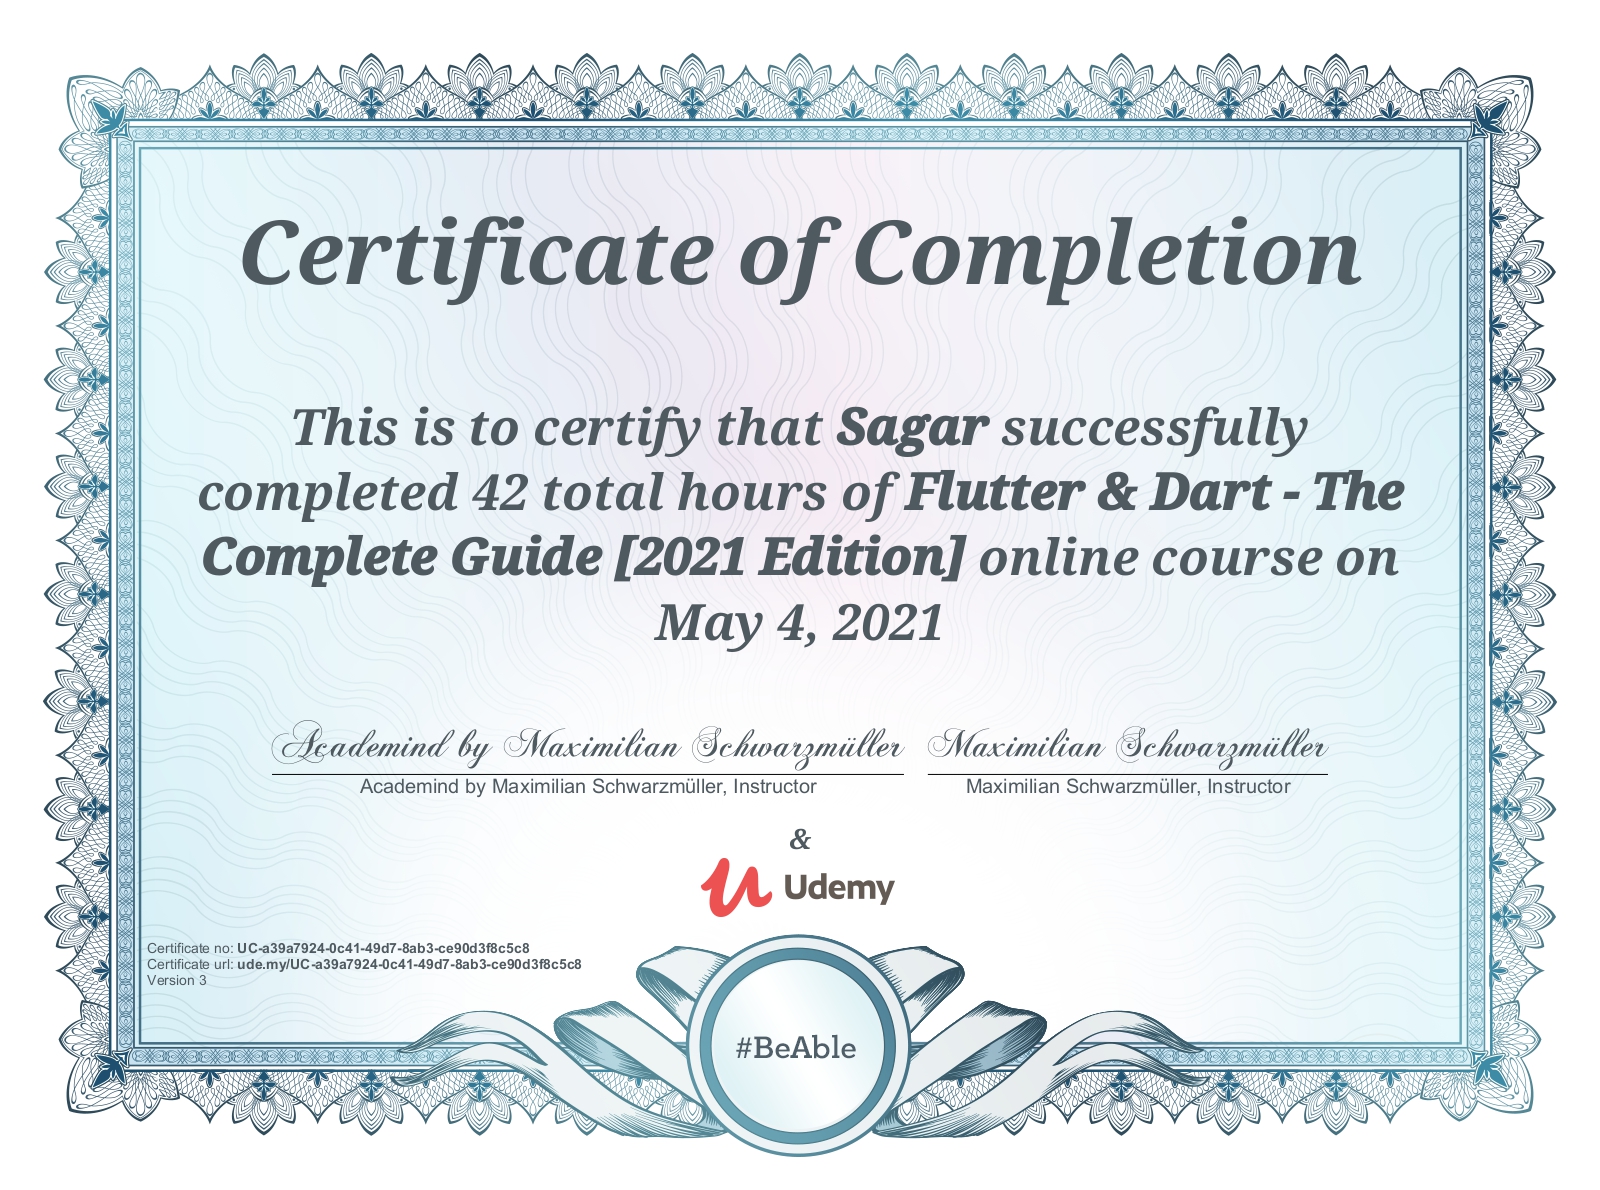 Certificate of Completion
This is to certify that Sagar successfully
completed 42 total hours of Flutter & Dart - The
Complete Guide [2021 Edition] online course on
May 4, 2021
Academind by Maximilian Schwarzmüller Maximilian Schwarzmüller
Academind by Maximilian Schwarzmüller, Instructor Maximilian Schwarzmüller, Instructor
&
Udemy
Certificate no: UC-a39a7924-0c41-49d7-8ab3-ce90d3f8c5c8
Certificate url: ude.my/UC-a39a7924-0c41-49d7-8ab3-ce90d3f8c5c8
Version 3
#BeAble